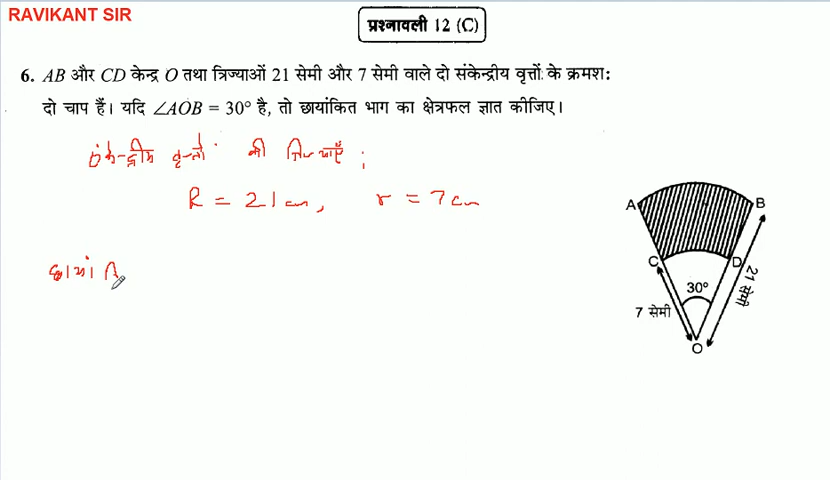 RAVIKANT SIR
प्रश्नावली 12 (C)
6. AB और CD केन्द्र O तथा त्रिज्याओं 21 सेमी और 7 सेमी वाले दो संकेन्द्रीय वृत्तों के क्रमश:
दो चाप हैं। यदि ∠AOB = 30° है, तो छायांकित भाग का क्षेत्रफल ज्ञात कीजिए।
की त्रिज्याएँ ;
R = 21 cm, r = 7 cm
A B
C D
30°
7 सेमी
21 सेमी
O